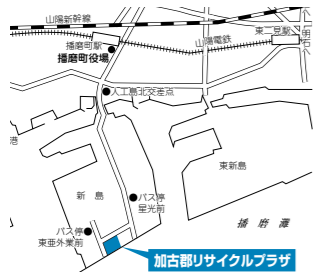 山陽新幹線
播磨町駅
播磨町役場
山陽電鉄
東二見駅
明石へ
人工島北交差点
港
新島
東新島
バス停
星光前
播磨灘
バス停
東亜外業前
加古郡リサイクルプラザ